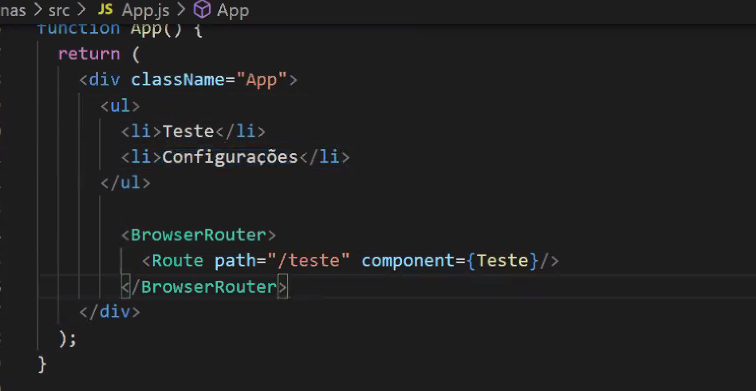 nas > src > JS App.js > App
function App() {
return (
<div className="App">
<ul>
<li>Teste</li>
<li>Configurações</li>
</ul>
<BrowserRouter>
<Route path="/teste" component={Teste}/>
</BrowserRouter>
</div>
);
}